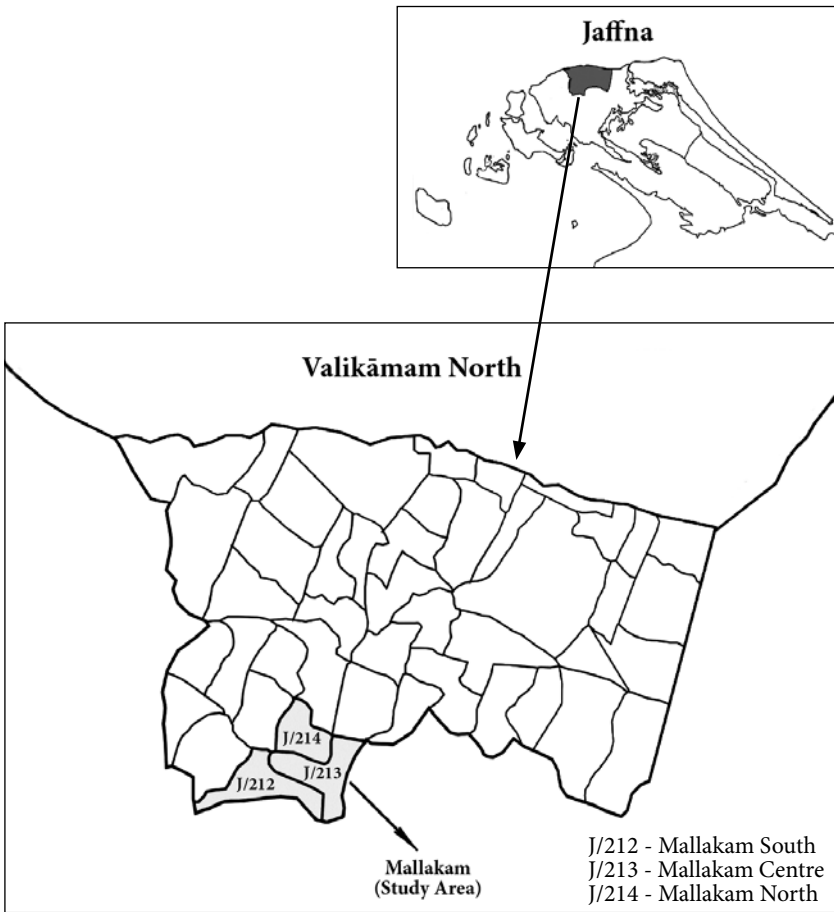 Jaffna
Valikāmam North
J/214
J/213
J/212
Mallakam
(Study Area)
J/212 - Mallakam South
J/213 - Mallakam Centre
J/214 - Mallakam North